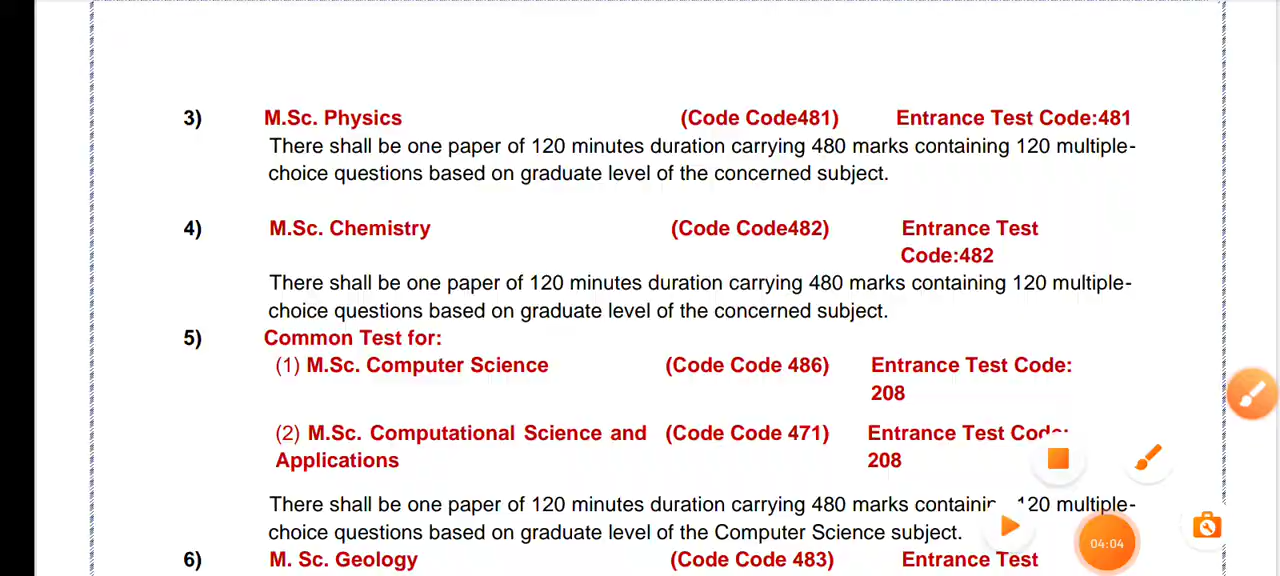 3) M.Sc. Physics (Code Code481) Entrance Test Code:481
There shall be one paper of 120 minutes duration carrying 480 marks containing 120 multiple-
choice questions based on graduate level of the concerned subject.
4) M.Sc. Chemistry (Code Code482) Entrance Test
Code:482
There shall be one paper of 120 minutes duration carrying 480 marks containing 120 multiple-
choice questions based on graduate level of the concerned subject.
5) Common Test for:
(1) M.Sc. Computer Science (Code Code 486) Entrance Test Code:
208
(2) M.Sc. Computational Science and (Code Code 471) Entrance Test Code:
Applications 208
There shall be one paper of 120 minutes duration carrying 480 marks containing 120 multiple-
choice questions based on graduate level of the Computer Science subject.
04:04
6) M. Sc. Geology (Code Code 483) Entrance Test